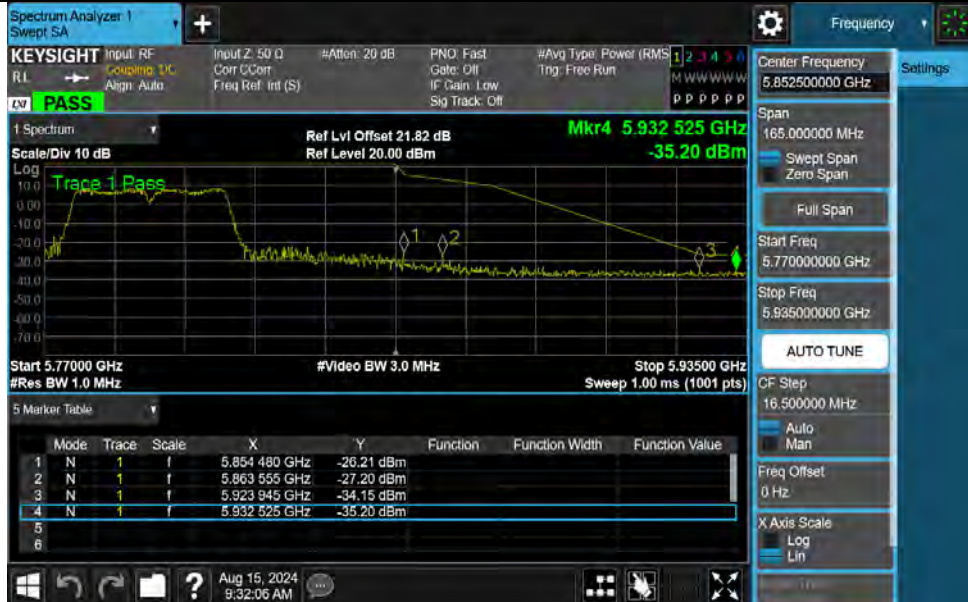 Spectrum Analyzer 1
Swept SA
+
Frequency
KEYSIGHT
RL
LXI PASS
Input: RF
Coupling: DC
Align: Auto
Input Z: 50 Ω
Corr CCorr
Freq Ref: Int (S)
#Atten: 20 dB
PNO: Fast
Gate: Off
IF Gain: Low
Sig Track: Off
#Avg Type: Power (RMS
Trig: Free Run
1 2 3 4 5 6
M W W W W W
P P P P P P
Settings
Center Frequency
5.852500000 GHz
Span
165.000000 MHz
Swept Span
Zero Span
Full Span
Start Freq
5.770000000 GHz
Stop Freq
5.935000000 GHz
AUTO TUNE
CF Step
16.500000 MHz
Auto
Man
Freq Offset
0 Hz
X Axis Scale
Log
Lin
1 Spectrum
Scale/Div 10 dB
Ref Lvl Offset 21.82 dB
Ref Level 20.00 dBm
Mkr4 5.932 525 GHz
-35.20 dBm
Log
Trace 1 Pass
10.0
0.00
-10.0
-20.0
-30.0
-40.0
-50.0
-60.0
-70.0
1
2
3
Start 5.77000 GHz
#Res BW 1.0 MHz
#Video BW 3.0 MHz
Stop 5.93500 GHz
Sweep 1.00 ms (1001 pts)
5 Marker Table
Mode Trace Scale X Y Function Function Width Function Value
1 N 1 f 5.854 480 GHz -26.21 dBm
2 N 1 f 5.863 555 GHz -27.20 dBm
3 N 1 f 5.923 945 GHz -34.15 dBm
4 N 1 f 5.932 525 GHz -35.20 dBm
5
6
?
Aug 15, 2024
9:32:06 AM